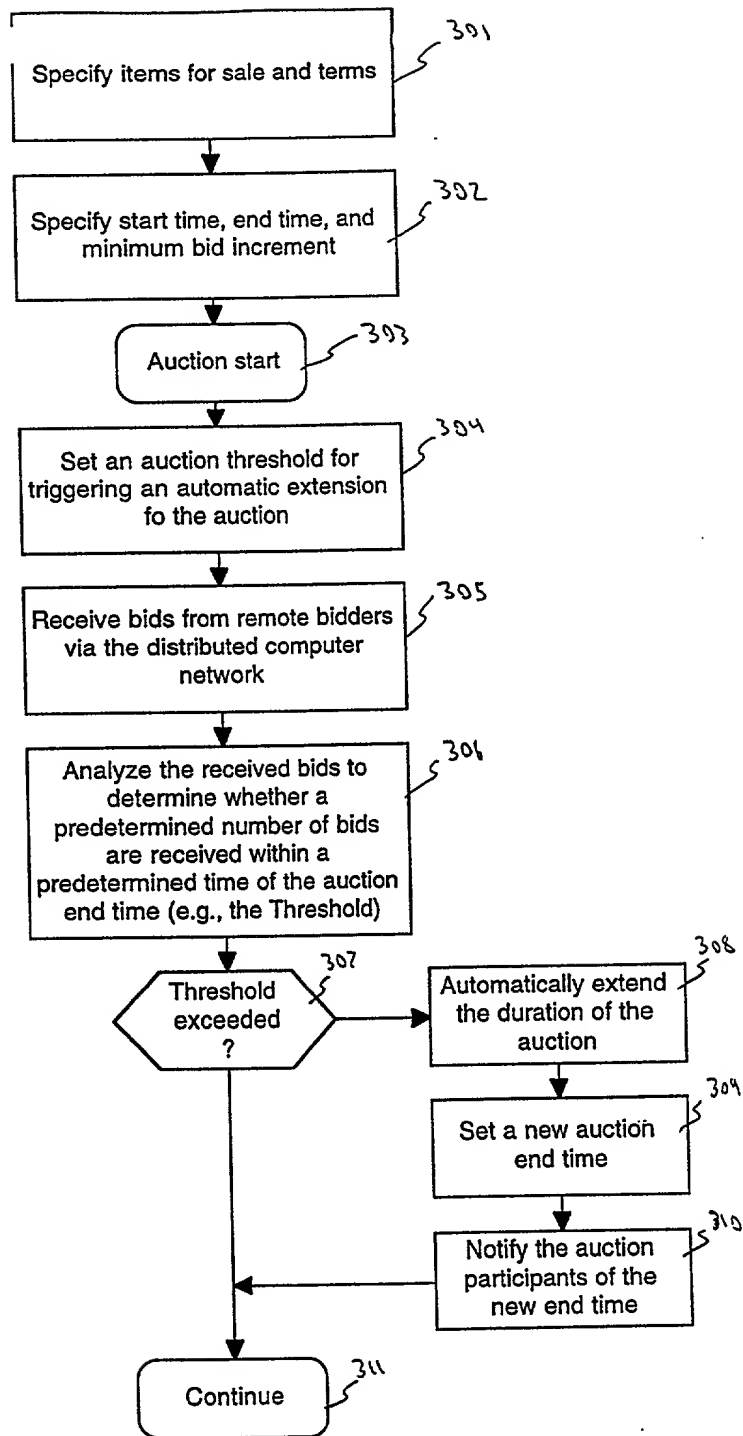 301
Specify items for sale and terms
302
Specify start time, end time, and
minimum bid increment
303
Auction start
304
Set an auction threshold for
triggering an automatic extension
fo the auction
305
Receive bids from remote bidders
via the distributed computer
network
306
Analyze the received bids to
determine whether a
predetermined number of bids
are received within a
predetermined time of the auction
end time (e.g., the Threshold)
307
Threshold
exceeded
?
308
Automatically extend
the duration of the
auction
309
Set a new auction
end time
310
Notify the auction
participants of the
new end time
311
Continue